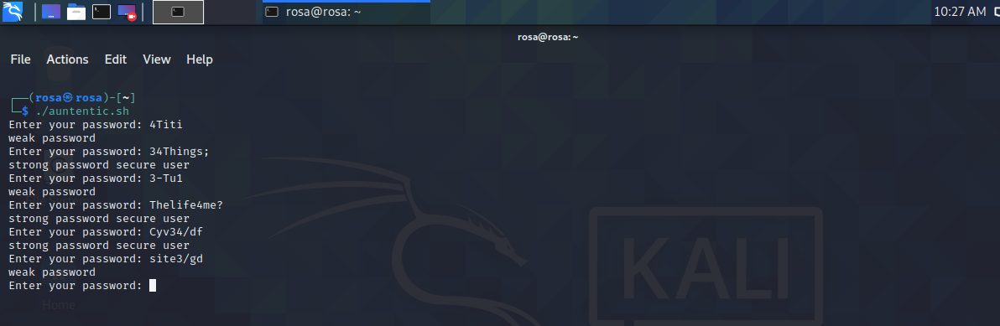 rosa@rosa: ~
10:27 AM
rosa@rosa: ~
File Actions Edit View Help
┌──(rosa㉿rosa)-[~]
└─$ ./auntentic.sh
Enter your password: 4Titi
weak password
Enter your password: 34Things;
strong password secure user
Enter your password: 3-Tu1
weak password
Enter your password: Thelife4me?
strong password secure user
Enter your password: Cyv34/df
strong password secure user
Enter your password: site3/gd
weak password
Enter your password:
KALI
Home